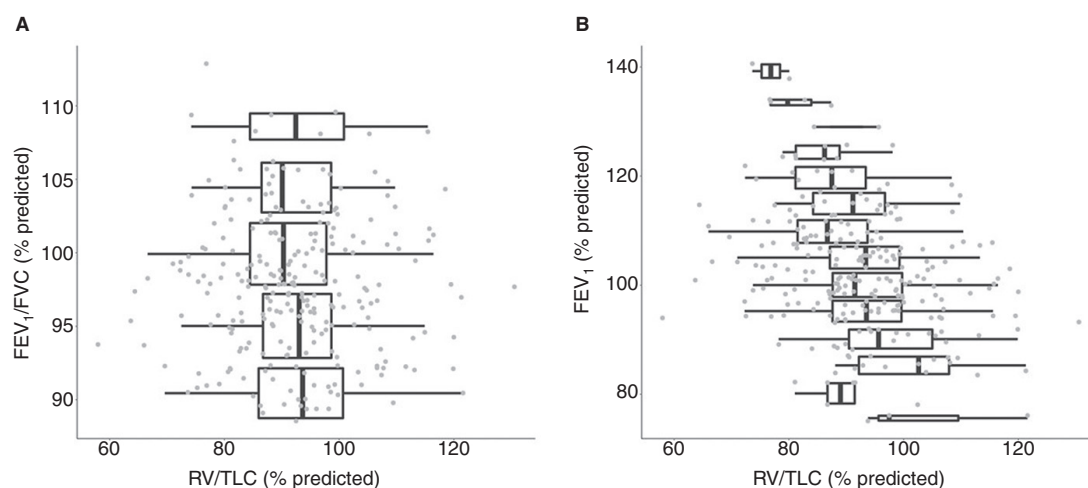 A
FEV1/FVC (% predicted)
110
105
100
95
90
60 80 100 120
RV/TLC (% predicted)
B
FEV1 (% predicted)
140
120
100
80
60 80 100 120
RV/TLC (% predicted)